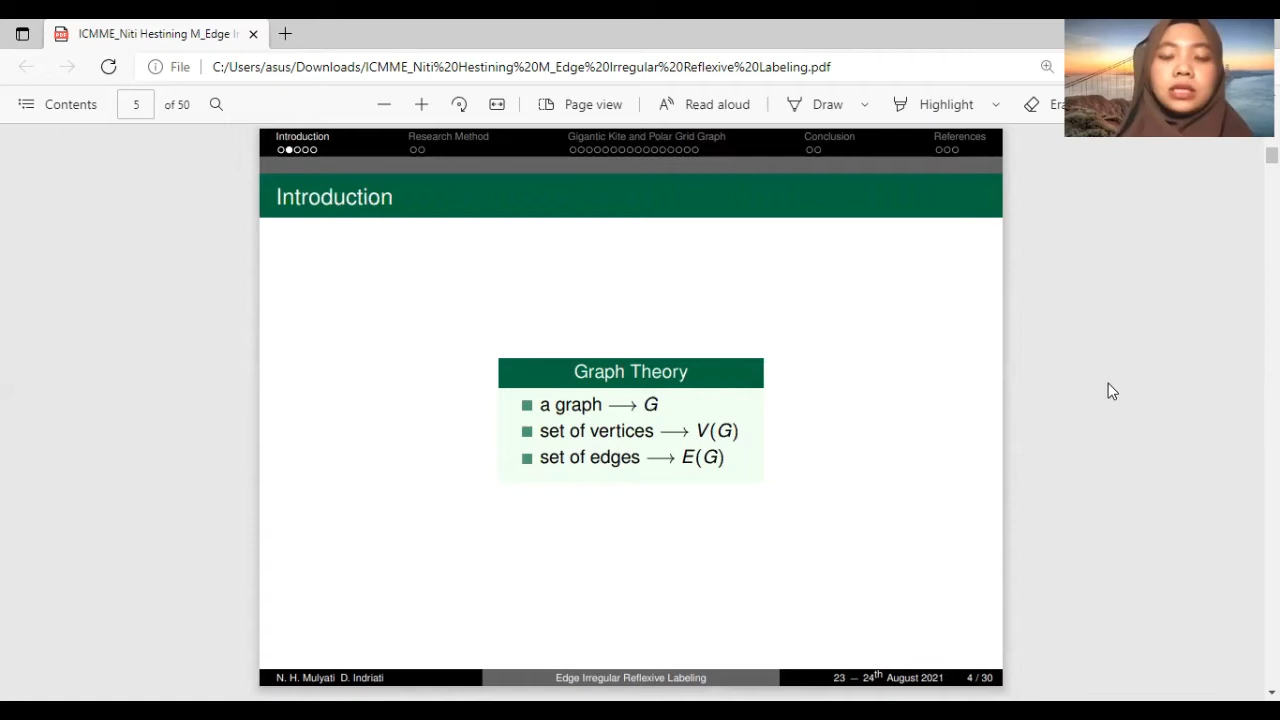 ICMME_Niti Hestining M_Edge I
File C:/Users/asus/Downloads/ICMME_Niti%20Hestining%20M_Edge%20Irregular%20Reflexive%20Labeling.pdf
Contents 5 of 50 Page view Read aloud Draw Highlight
Introduction Research Method Gigantic Kite and Polar Grid Graph Conclusion References
Introduction
Graph Theory
a graph → G
set of vertices → V(G)
set of edges → E(G)
N. H. Mulyati D. Indriati Edge Irregular Reflexive Labeling 23 – 24th August 2021 4 / 30